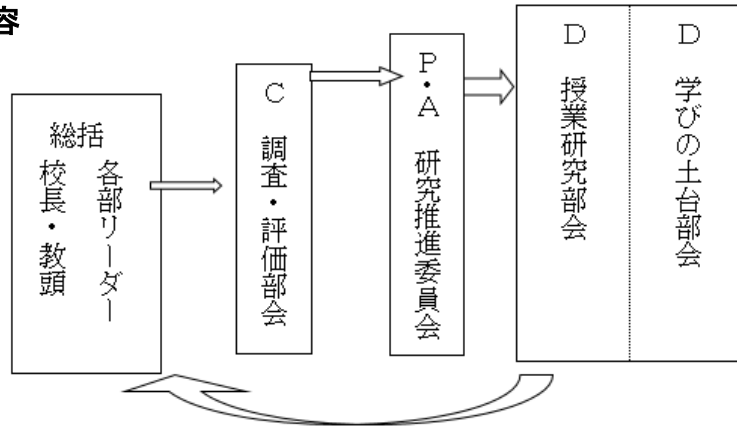 容
総括
各部リーダー
校長・教頭
C 調査・評価部会
P・A 研究推進委員会
D 授業研究部会
D 学びの土台部会